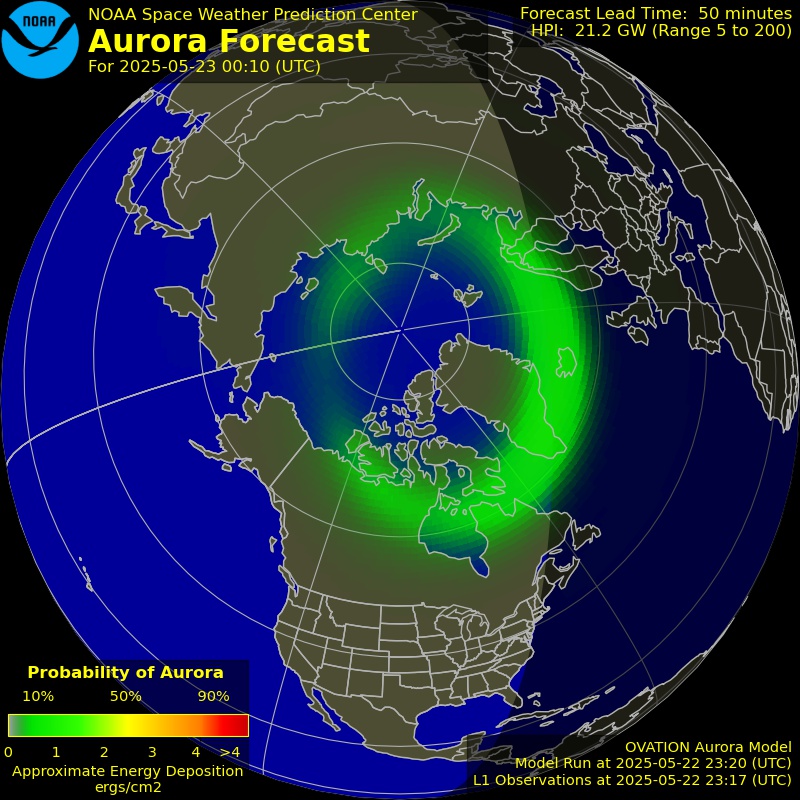 NOAA
NOAA Space Weather Prediction Center
Aurora Forecast
For 2025-05-23 00:10 (UTC)
Forecast Lead Time: 50 minutes
HPI: 21.2 GW (Range 5 to 200)
Probability of Aurora
10% 50% 90%
0 1 2 3 4 >4
Approximate Energy Deposition
ergs/cm2
OVATION Aurora Model
Model Run at 2025-05-22 23:20 (UTC)
L1 Observations at 2025-05-22 23:17 (UTC)